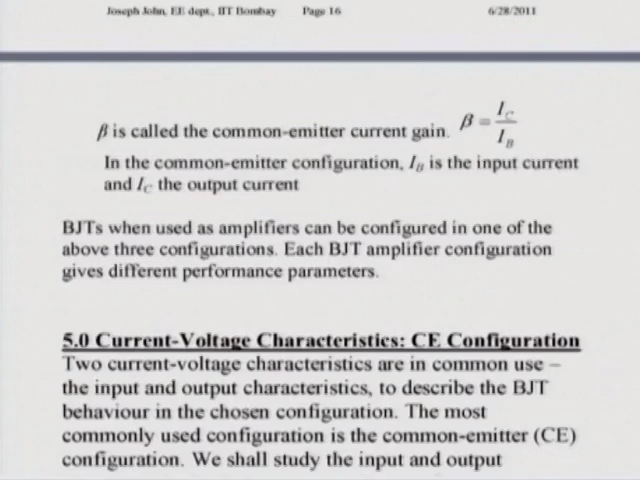 Joseph John, EE dept., IIT Bombay Page 16 6/28/2011
β is called the common-emitter current gain. β = I_C / I_B
In the common-emitter configuration, I_B is the input current
and I_C the output current
BJTs when used as amplifiers can be configured in one of the
above three configurations. Each BJT amplifier configuration
gives different performance parameters.
5.0 Current-Voltage Characteristics: CE Configuration
Two current-voltage characteristics are in common use –
the input and output characteristics, to describe the BJT
behaviour in the chosen configuration. The most
commonly used configuration is the common-emitter (CE)
configuration. We shall study the input and output